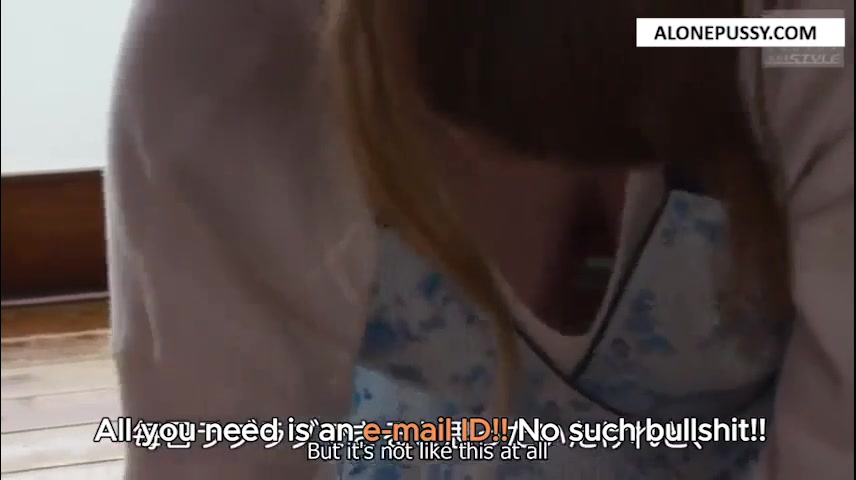 ALONEPUSSY.COM
STYLE
All you need is an e-mail ID!! No such bullshit!!
But it's not like this at all